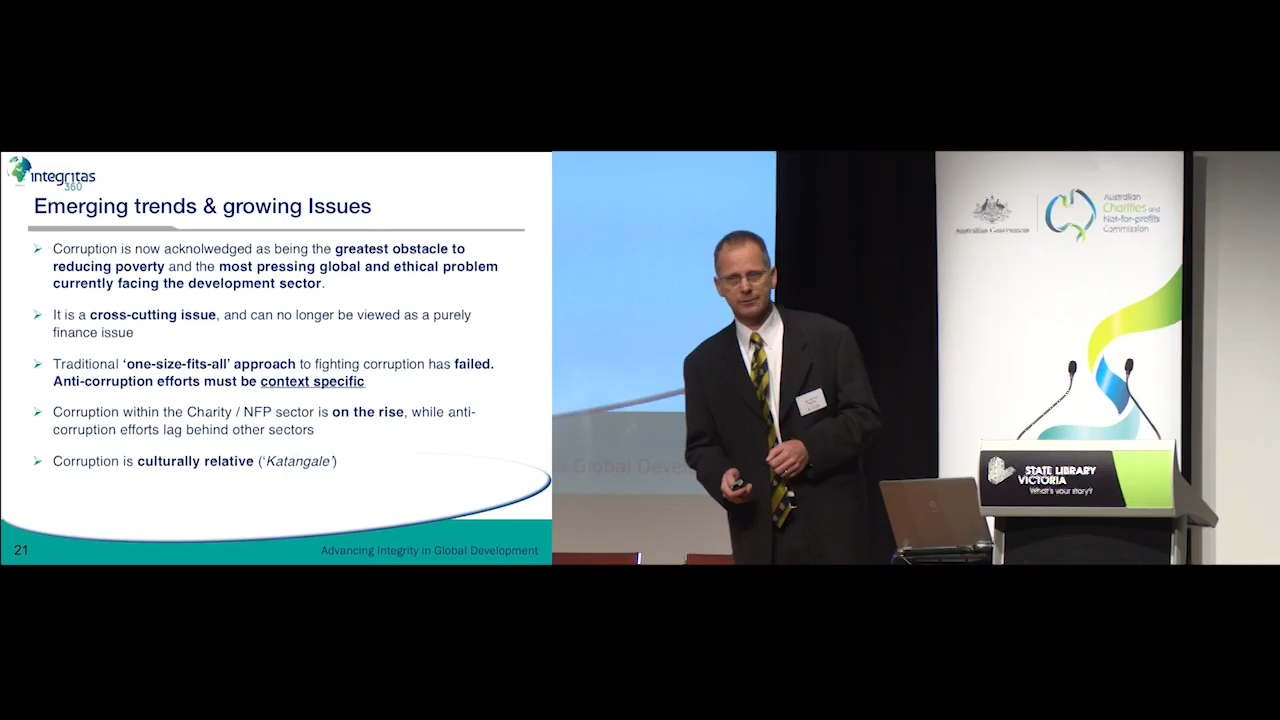 integritas
360
Emerging trends & growing Issues
Corruption is now acknolwedged as being the greatest obstacle to
reducing poverty and the most pressing global and ethical problem
currently facing the development sector.
It is a cross-cutting issue, and can no longer be viewed as a purely
finance issue
Traditional ‘one-size-fits-all’ approach to fighting corruption has failed.
Anti-corruption efforts must be context specific
Corruption within the Charity / NFP sector is on the rise, while anti-
corruption efforts lag behind other sectors
Corruption is culturally relative (‘Katangale’)
21
Advancing Integrity in Global Development
Global Deve
Australian Government
Australian
Charities and
Not-for-profits
Commission
STATE LIBRARY
VICTORIA
What's your story?